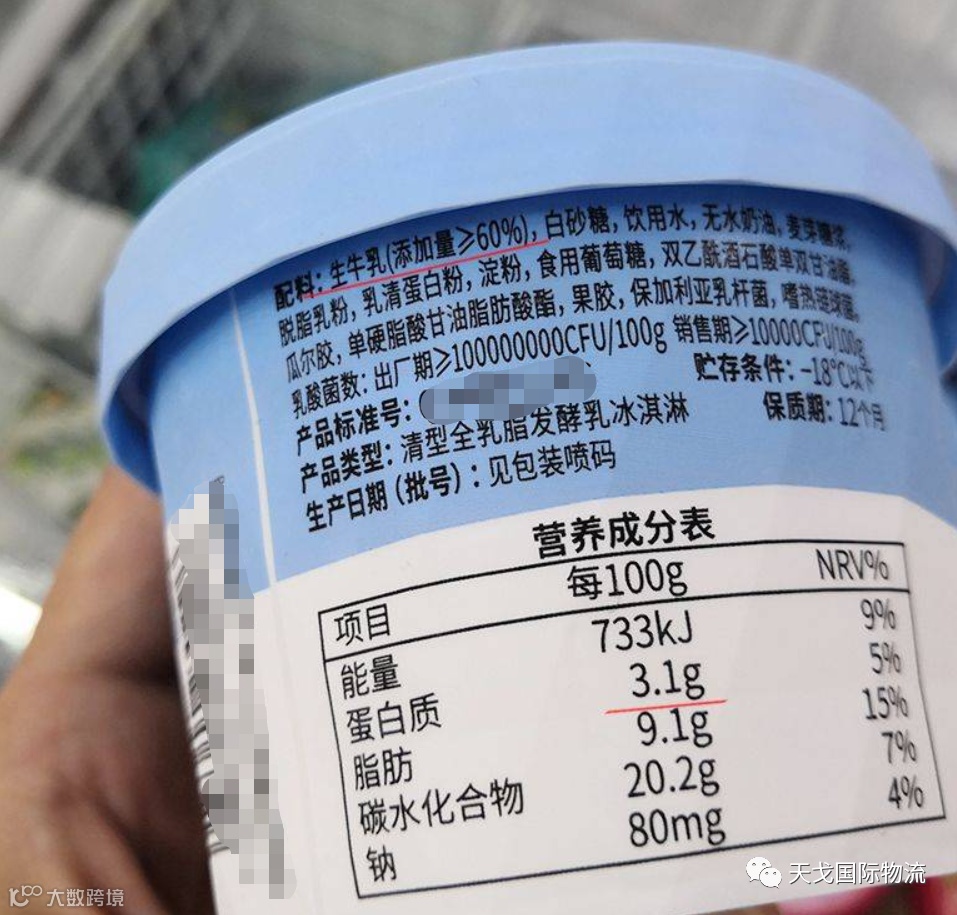 配料：生牛乳(添加量≥60%)，白砂糖，饮用水，无水奶油，麦芽糖浆，
脱脂乳粉，乳清蛋白粉，淀粉，食用葡萄糖，双乙酰酒石酸单双甘油酯，
瓜尔胶，单硬脂酸甘油脂肪酸酯，果胶，保加利亚乳杆菌，嗜热链球菌。
乳酸菌数：出厂期≥100000000CFU/100g 销售期≥10000CFU/100g
产品标准号： 贮存条件：-18°C以下
产品类型：清型全乳脂发酵乳冰淇淋 保质期：12个月
生产日期（批号）：见包装喷码
营养成分表
项目 每100g NRV%
能量 733kJ 9%
蛋白质 3.1g 5%
脂肪 9.1g 15%
碳水化合物 20.2g 7%
钠 80mg 4%
天戈国际物流
大数跨境